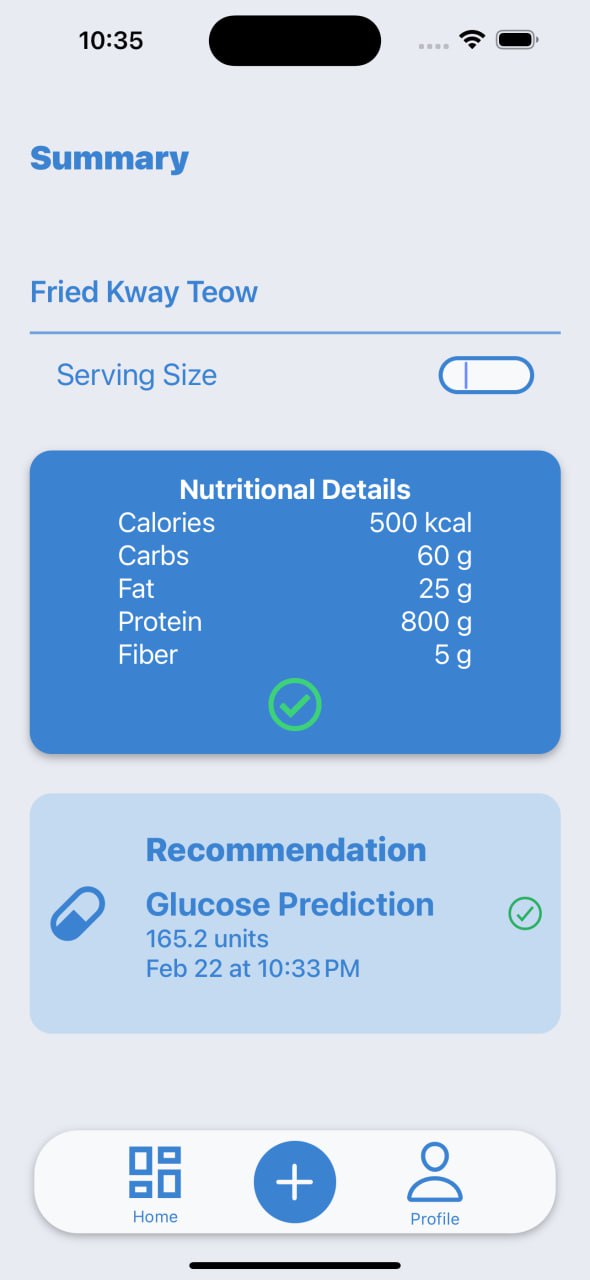 10:35
Summary
Fried Kway Teow
Serving Size
Nutritional Details
Calories 500 kcal
Carbs 60 g
Fat 25 g
Protein 800 g
Fiber 5 g
Recommendation
Glucose Prediction
165.2 units
Feb 22 at 10:33 PM
Home Profile